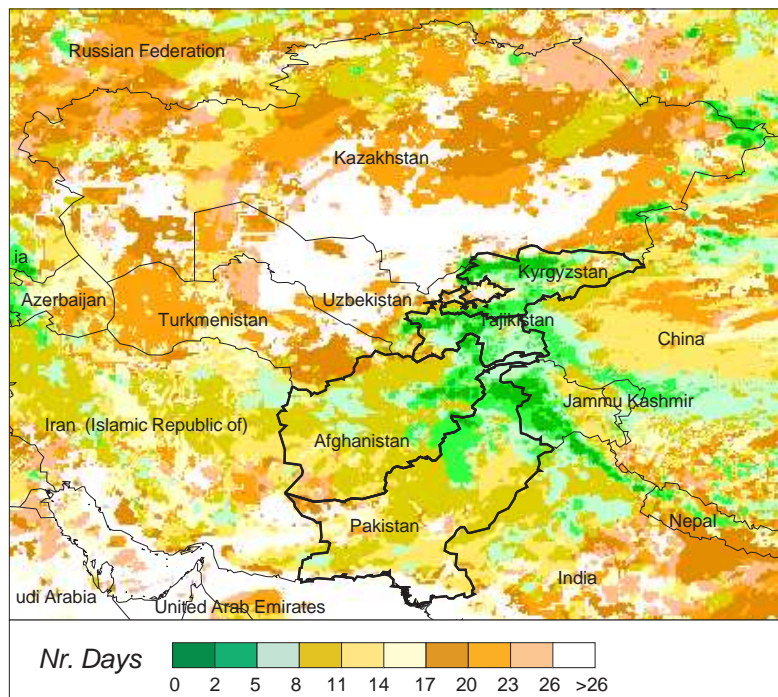 Russian Federation
Kazakhstan
ia
Kyrgyzstan
Azerbaijan
Turkmenistan
Uzbekistan
Tajikistan
China
Jammu Kashmir
Iran (Islamic Republic of)
Afghanistan
Pakistan
Nepal
India
udi Arabia
United Arab Emirates
Nr. Days
0 2 5 8 11 14 17 20 23 26 >26